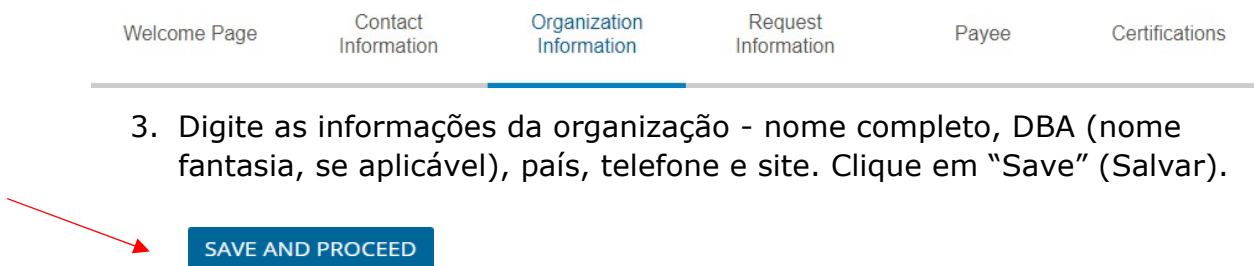 Welcome Page
Contact
Information
Organization
Information
Request
Information
Payee
Certifications
3. Digite as informações da organização - nome completo, DBA (nome
fantasia, se aplicável), país, telefone e site. Clique em “Save” (Salvar).
SAVE AND PROCEED